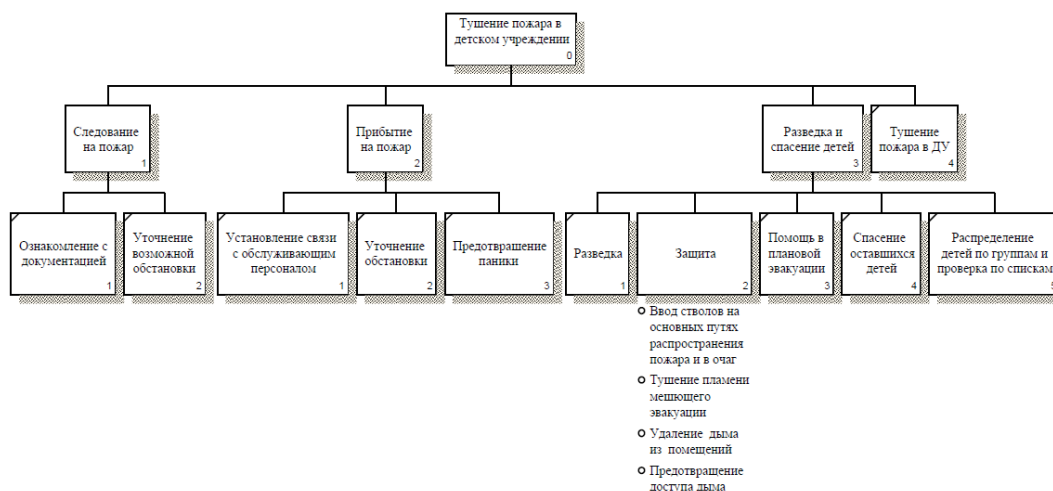 Тушение пожара в
детском учреждении
0
Следование
на пожар
1
Прибытие
на пожар
2
Разведка и
спасение детей
3
Тушение
пожара в ДУ
4
Ознакомление с
документацией
1
Уточнение
возможной
обстановки
2
Установление связи
с обслуживающим
персоналом
1
Уточнение
обстановки
2
Предотвращение
паники
3
Разведка
1
Защита
2
Помощь в
плановой
эвакуации
3
Спасение
оставшихся
детей
4
Распределение
детей по группам и
проверка по спискам
5
Ввод стволов на
основных путях
распространения
пожара и в очаг
Тушение пламени
мешющего
эвакуации
Удаление дыма
из помещений
Предотвращение
доступа дыма